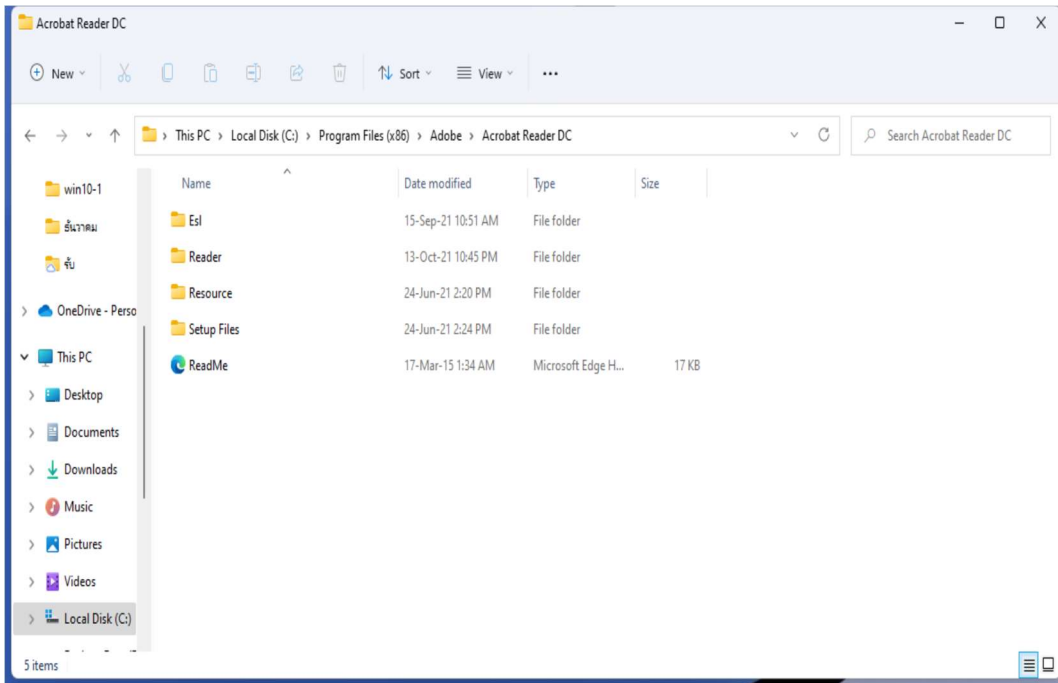 Acrobat Reader DC
New Sort View
This PC > Local Disk (C:) > Program Files (x86) > Adobe > Acrobat Reader DC Search Acrobat Reader DC
win10-1
ธันวาคม
รับ
OneDrive - Perso
This PC
Desktop
Documents
Downloads
Music
Pictures
Videos
Local Disk (C:)
Name Date modified Type Size
Esl 15-Sep-21 10:51 AM File folder
Reader 13-Oct-21 10:45 PM File folder
Resource 24-Jun-21 2:20 PM File folder
Setup Files 24-Jun-21 2:24 PM File folder
ReadMe 17-Mar-15 1:34 AM Microsoft Edge H... 17 KB
5 items